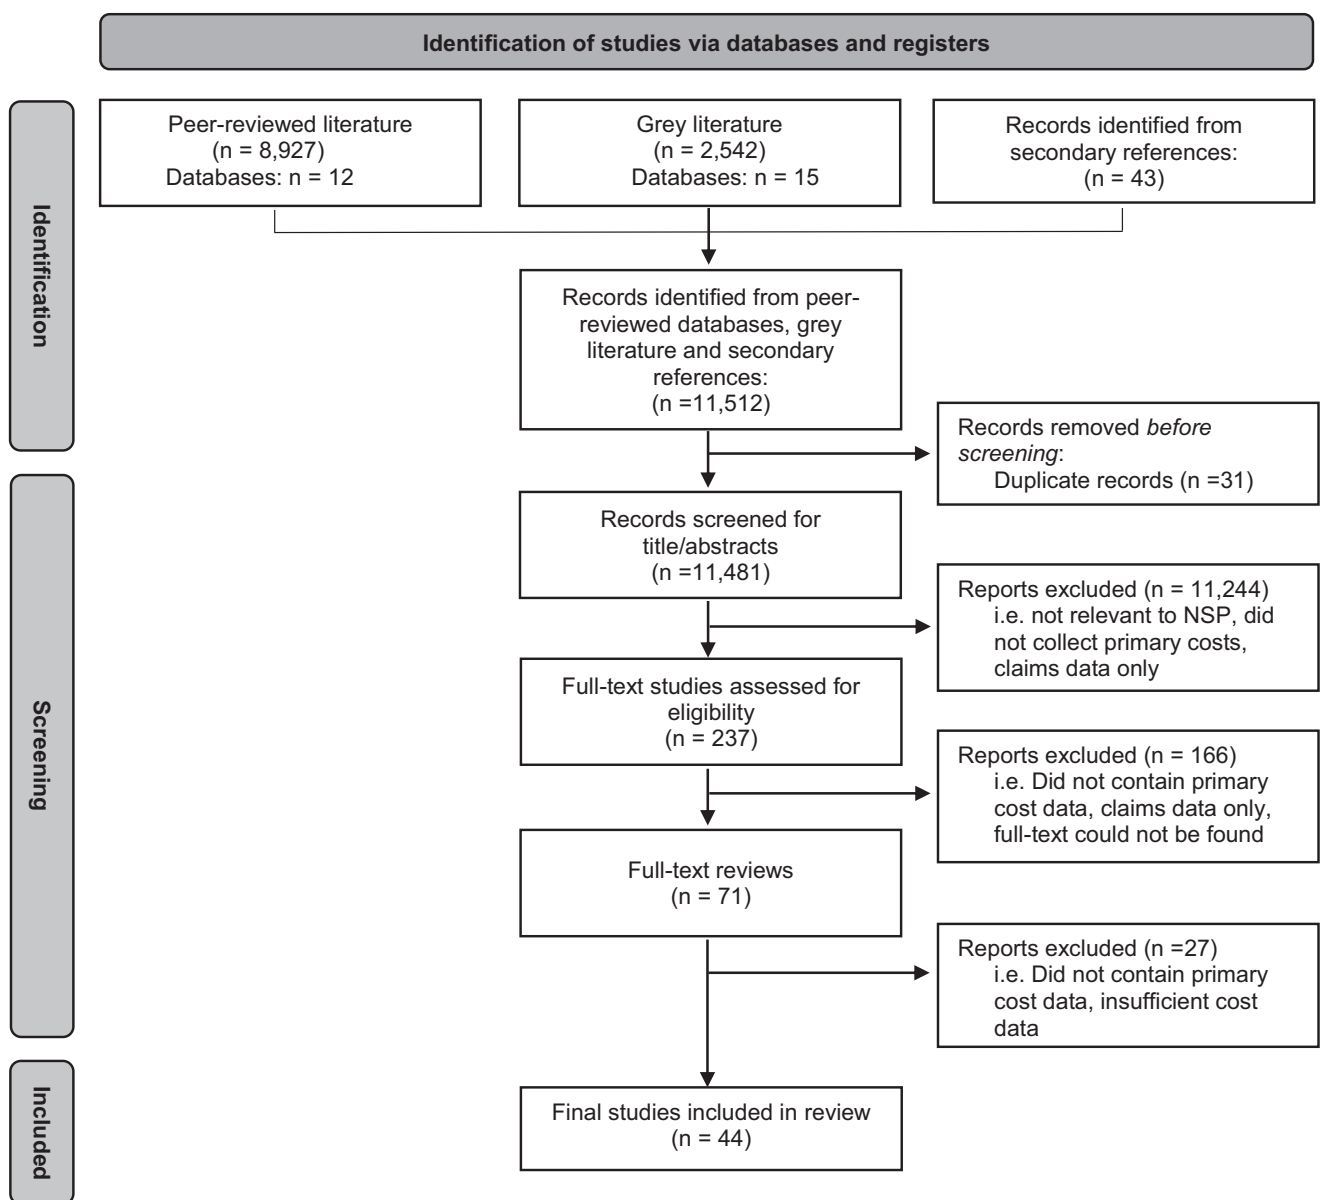 Identification of studies via databases and registers
Identification
Peer-reviewed literature
(n = 8,927)
Databases: n = 12
Grey literature
(n = 2,542)
Databases: n = 15
Records identified from
secondary references:
(n = 43)
Records identified from peer-
reviewed databases, grey
literature and secondary
references:
(n =11,512)
Records removed before
screening:
Duplicate records (n =31)
Screening
Records screened for
title/abstracts
(n =11,481)
Reports excluded (n = 11,244)
i.e. not relevant to NSP, did
not collect primary costs,
claims data only
Full-text studies assessed for
eligibility
(n = 237)
Reports excluded (n = 166)
i.e. Did not contain primary
cost data, claims data only,
full-text could not be found
Full-text reviews
(n = 71)
Reports excluded (n =27)
i.e. Did not contain primary
cost data, insufficient cost
data
Included
Final studies included in review
(n = 44)